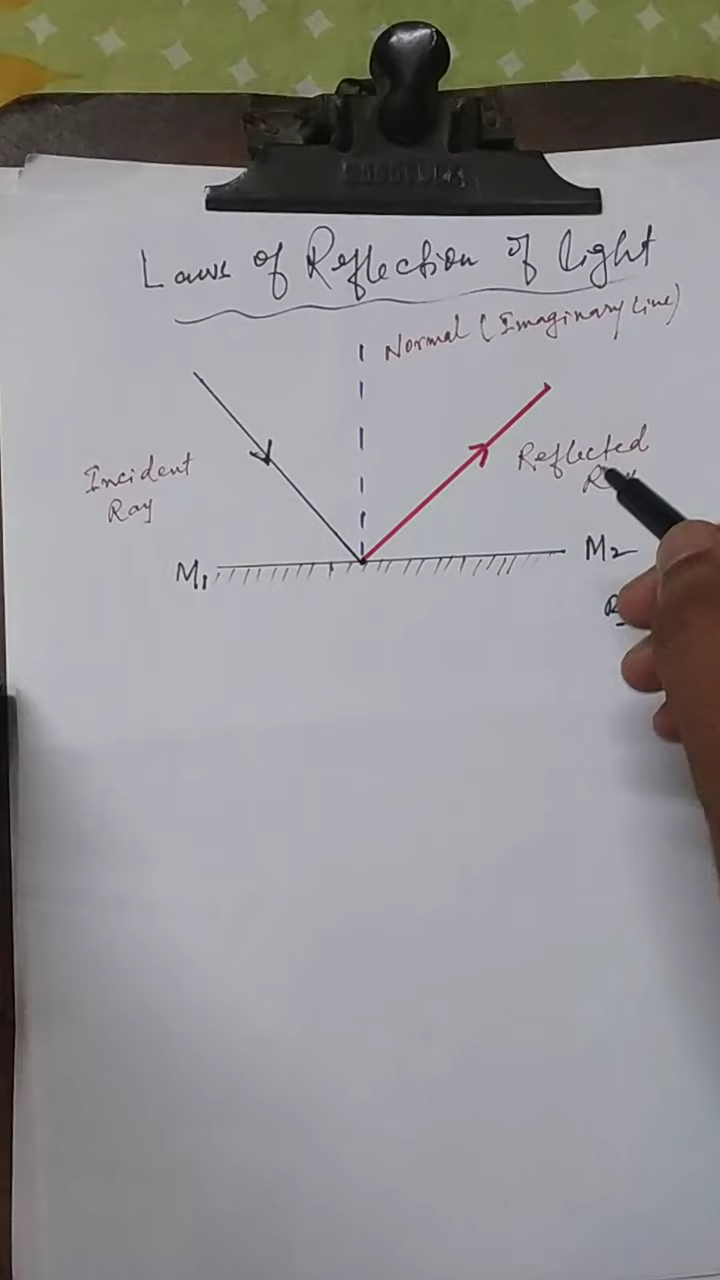 Laws of Reflection of light
Normal (Imaginary Line)
Incident
Ray
Reflected
M1
M2